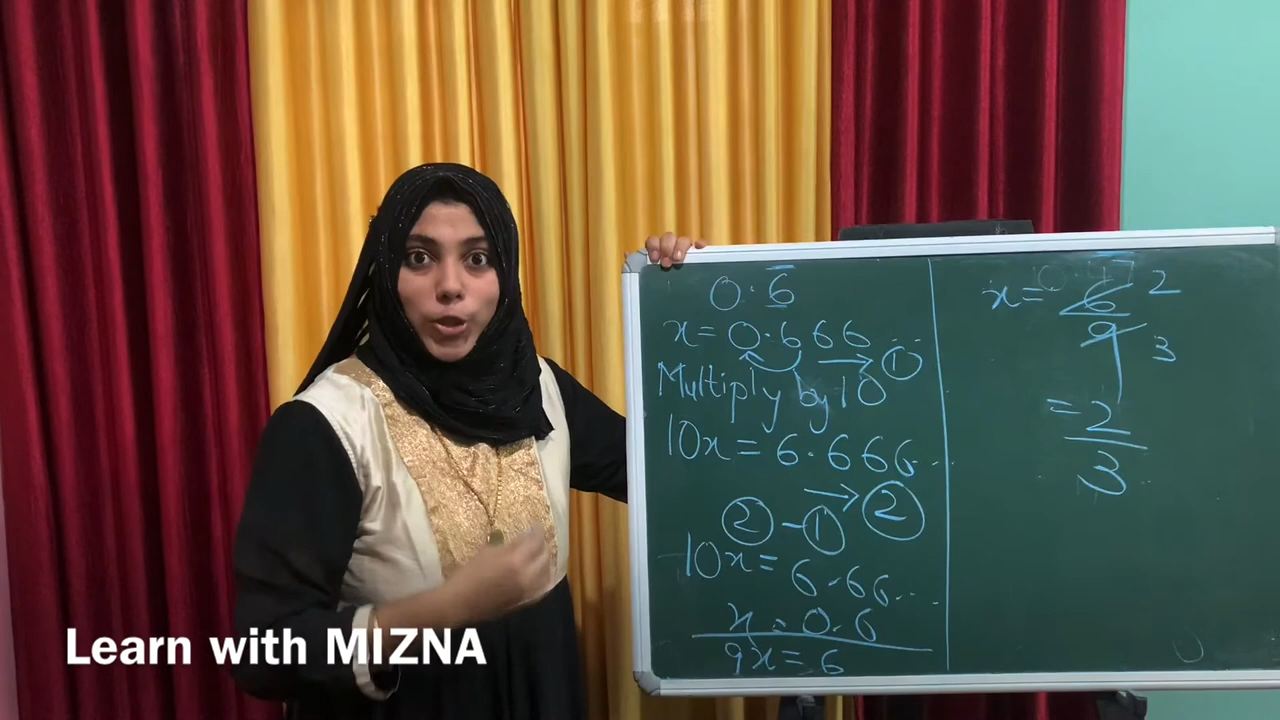 0.6̅
x = 0.666.... → ①
Multiply by 10
10x = 6.666...
→ ②
② - ①
10x = 6.66...
x = 0.6
9x = 6
x = 6/9 2 3
= 2/3
Learn with MIZNA